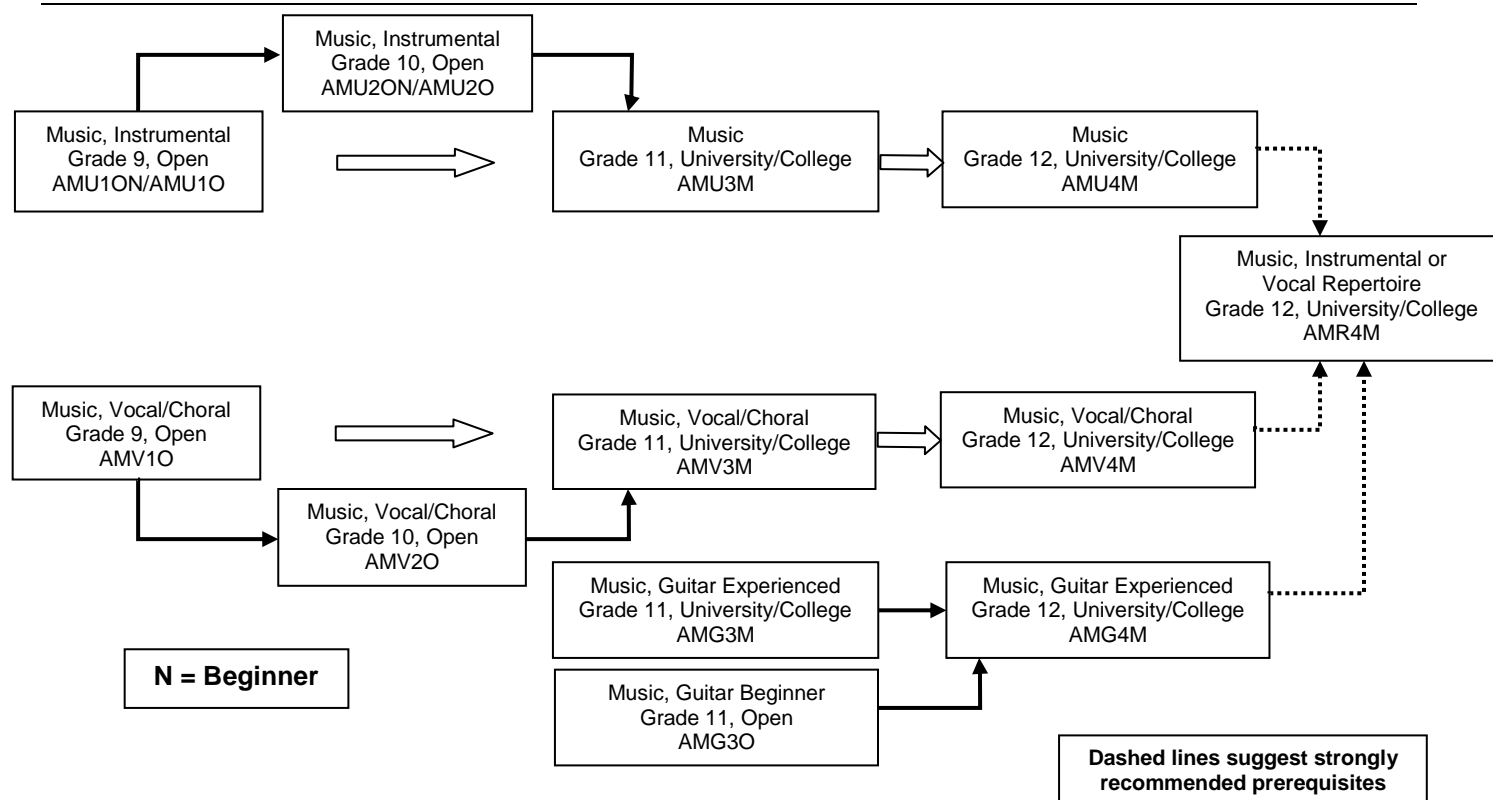 Music, Instrumental
Grade 10, Open
AMU2ON/AMU2O
Music, Instrumental
Grade 9, Open
AMU1ON/AMU1O
Music
Grade 11, University/College
AMU3M
Music
Grade 12, University/College
AMU4M
Music, Instrumental or
Vocal Repertoire
Grade 12, University/College
AMR4M
Music, Vocal/Choral
Grade 9, Open
AMV1O
Music, Vocal/Choral
Grade 11, University/College
AMV3M
Music, Vocal/Choral
Grade 12, University/College
AMV4M
Music, Vocal/Choral
Grade 10, Open
AMV2O
Music, Guitar Experienced
Grade 11, University/College
AMG3M
Music, Guitar Experienced
Grade 12, University/College
AMG4M
N = Beginner
Music, Guitar Beginner
Grade 11, Open
AMG3O
Dashed lines suggest strongly
recommended prerequisites